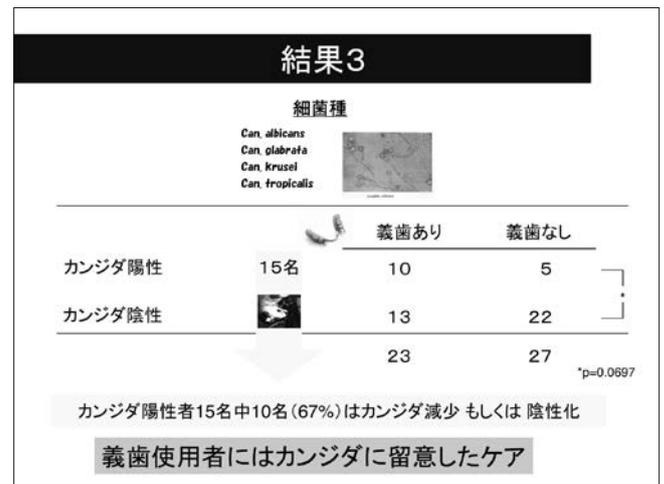 結果3
細菌種
Can. albicans
Can. glabrata
Can. krusei
Can. tropicalis
義歯あり 義歯なし
カンジダ陽性 15名 10 5
*
カンジダ陰性 13 22
23 27
*p=0.0697
カンジダ陽性者15名中10名(67%)はカンジダ減少 もしくは 陰性化
義歯使用者にはカンジダに留意したケア